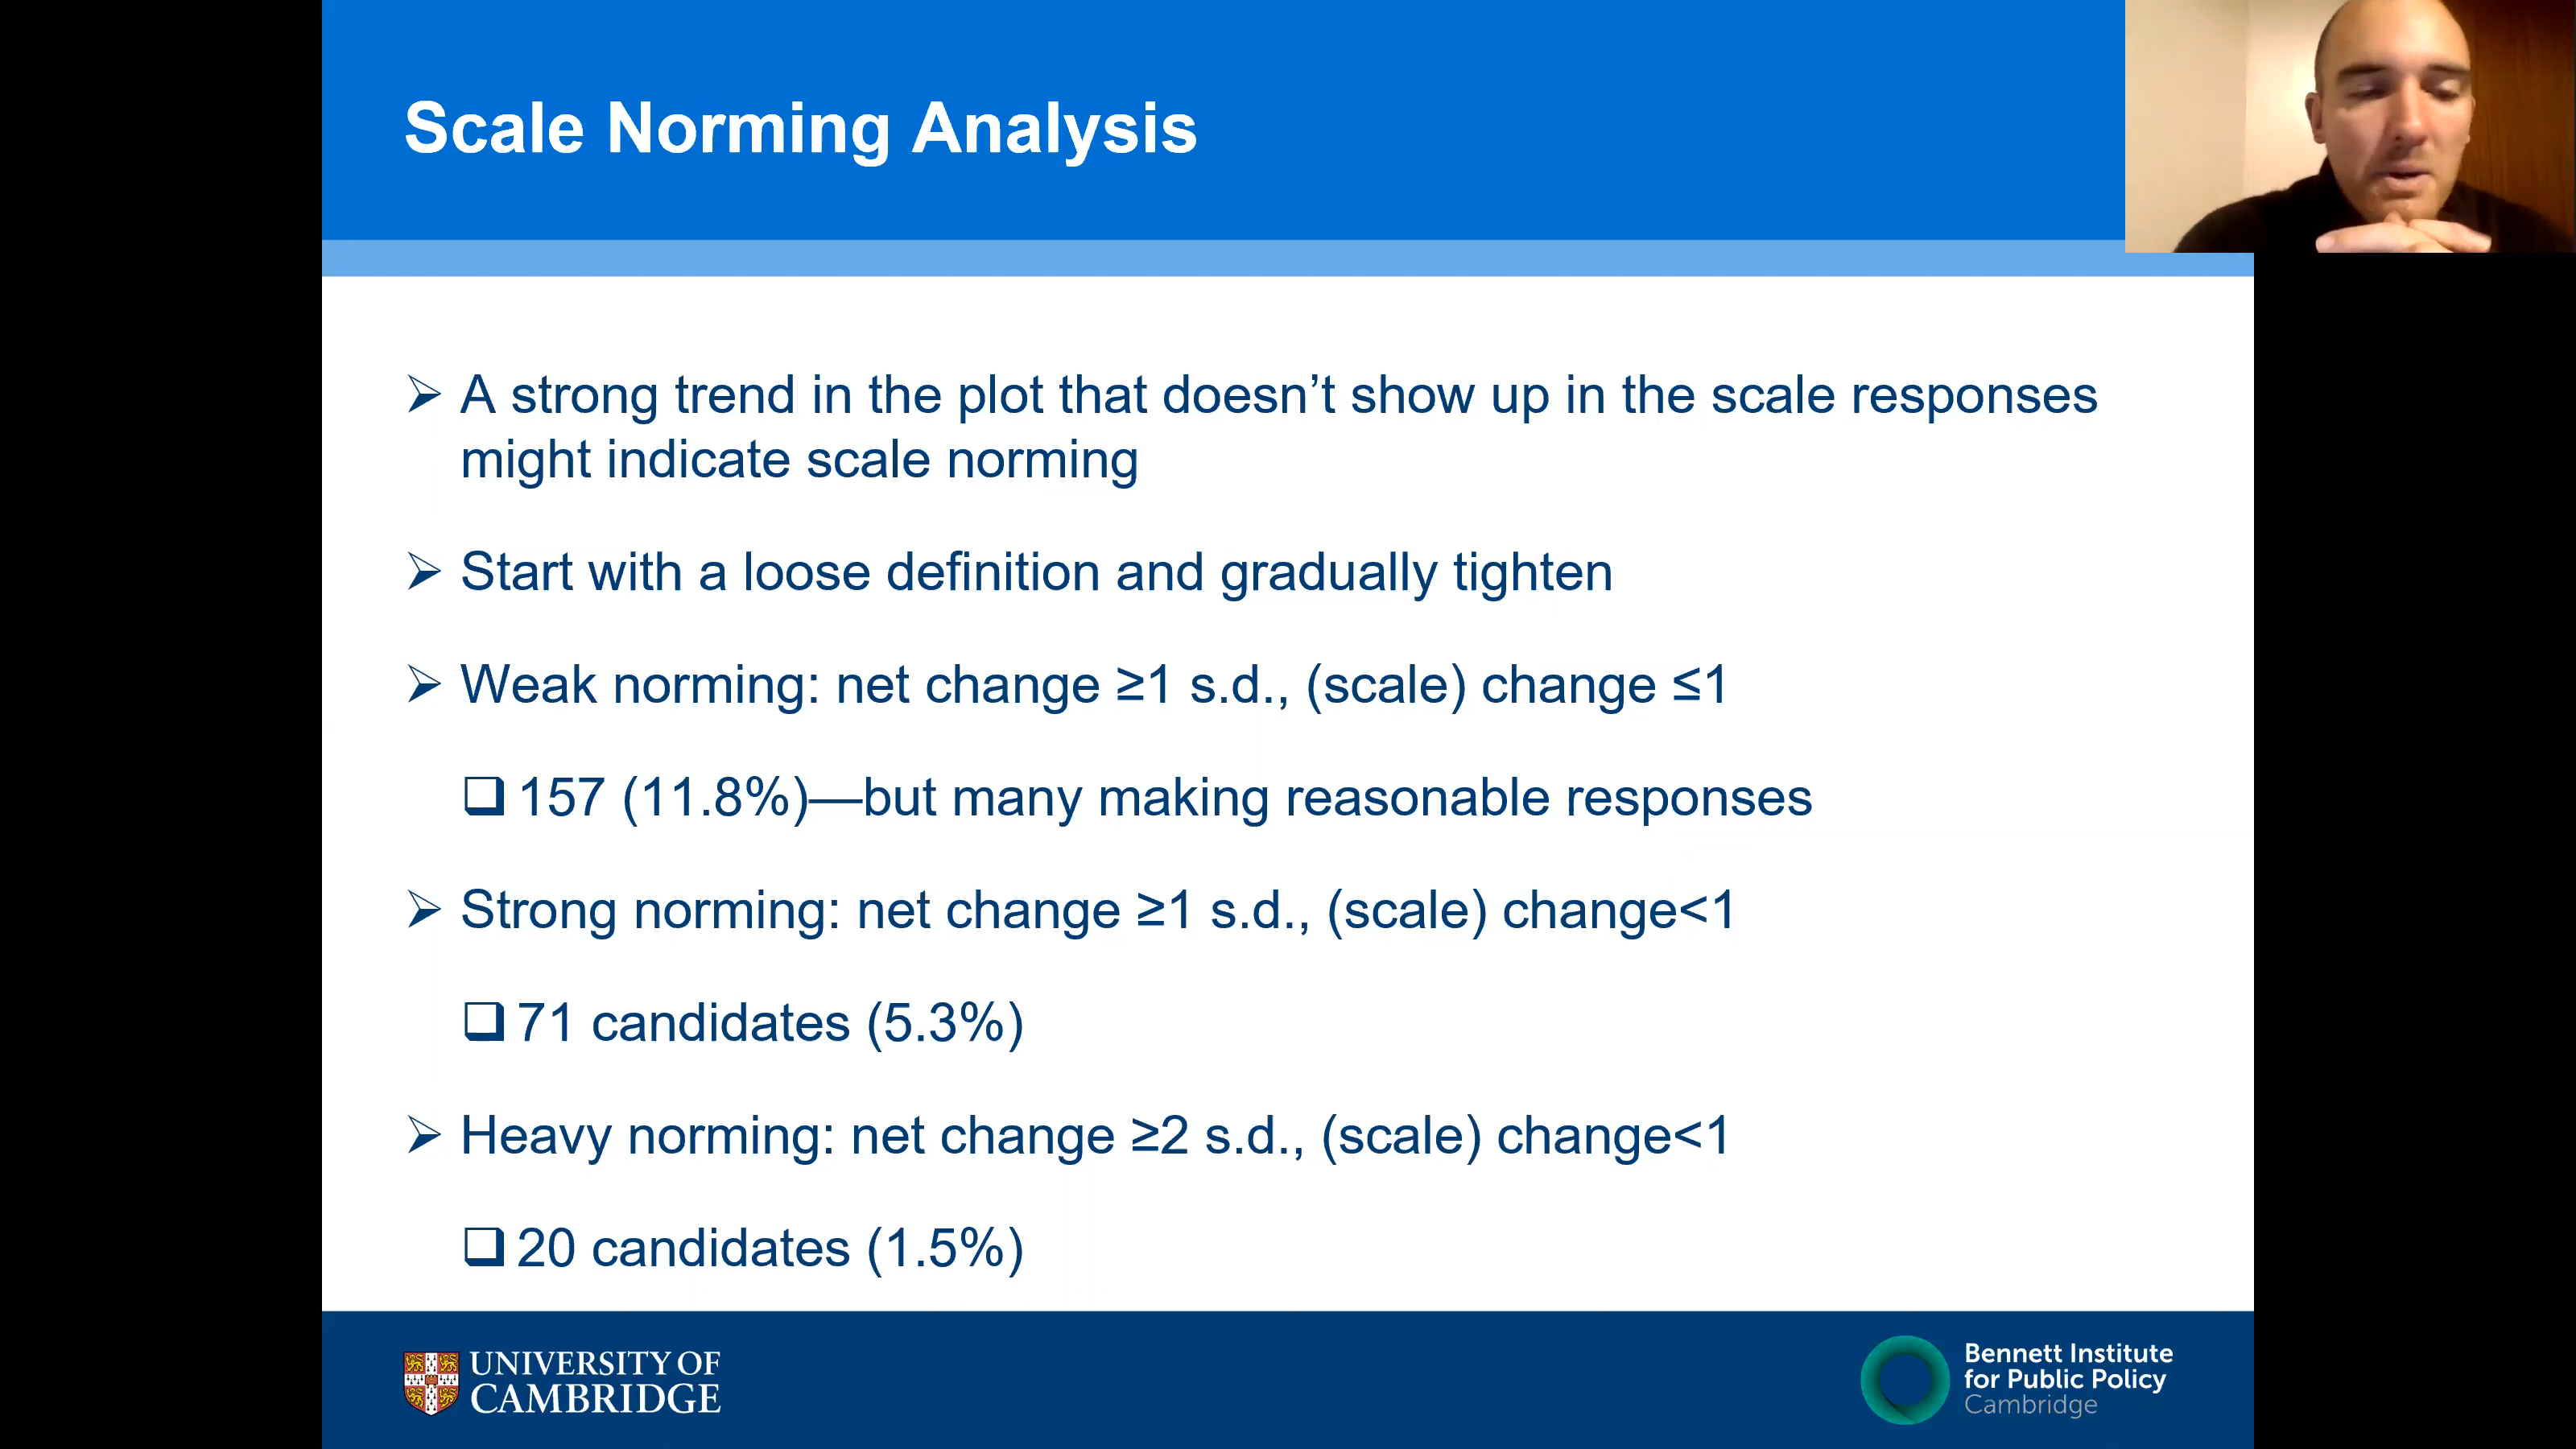 Scale Norming Analysis
➢ A strong trend in the plot that doesn’t show up in the scale responses
might indicate scale norming
➢ Start with a loose definition and gradually tighten
➢ Weak norming: net change ≥1 s.d., (scale) change ≤1
❑ 157 (11.8%)—but many making reasonable responses
➢ Strong norming: net change ≥1 s.d., (scale) change<1
❑ 71 candidates (5.3%)
➢ Heavy norming: net change ≥2 s.d., (scale) change<1
❑ 20 candidates (1.5%)
UNIVERSITY OF
CAMBRIDGE
Bennett Institute
for Public Policy
Cambridge